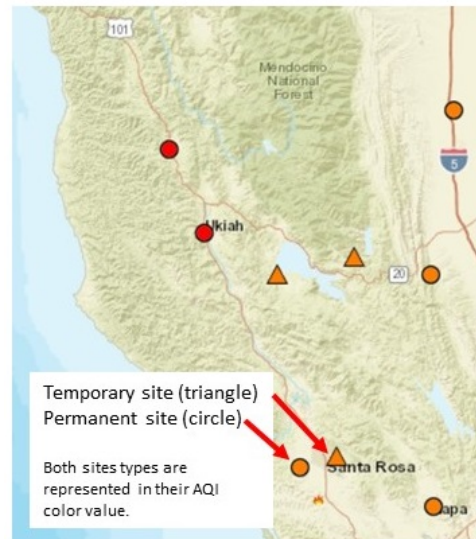 101
Mendocino
National
Forest
5
Ukiah
20
Temporary site (triangle)
Permanent site (circle)
Both sites types are
represented in their AQI
color value.
Santa Rosa
apa